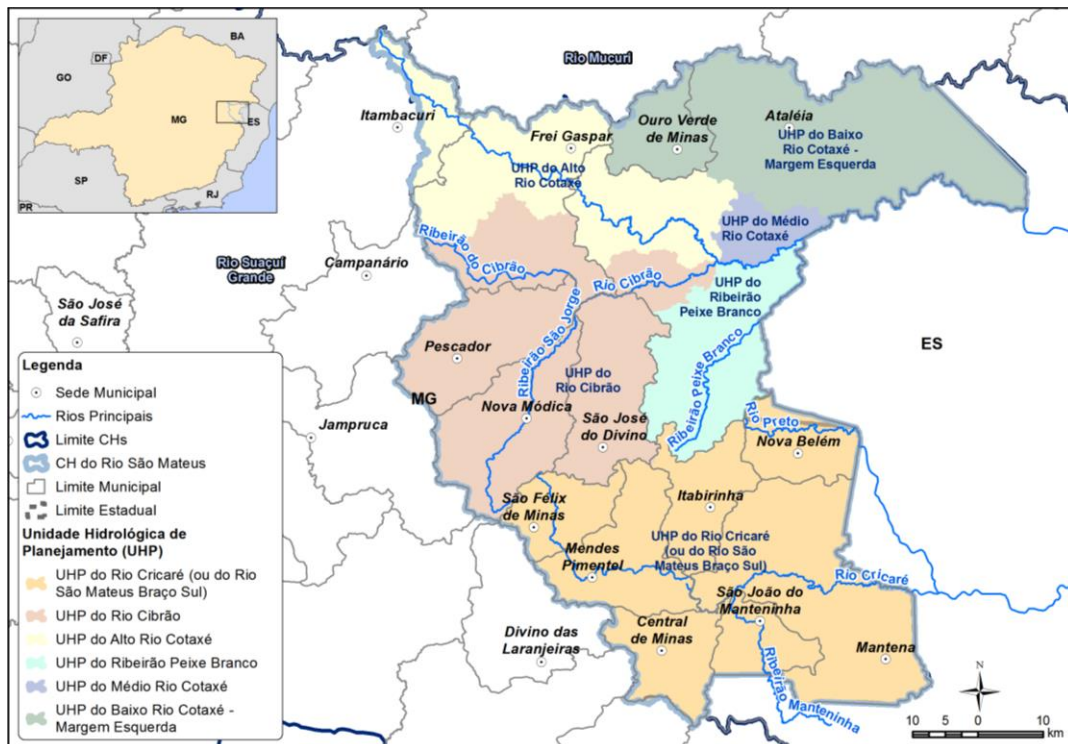 BA
GO
DF
MG
ES
SP
RJ
PR
Rio Mucuri
Itambacuri
Frei Gaspar
Ouro Verde
de Minas
Ataléia
UHP do Baixo
Rio Cotaxé -
Margem Esquerda
UHP do Alto
Rio Cotaxé
UHP do Médio
Rio Cotaxé
Ribeirão do Cibrão
Rio Cibrão
Rio Suaçuí
Grande
Campanário
UHP do
Ribeirão
Peixe Branco
São José
da Safira
Ribeirão São Jorge
Ribeirão Peixe Branco
ES
Pescador
UHP do
Rio Cibrão
MG
Nova Módica
São José
do Divino
Rio Preto
Nova Belém
Jampruca
São Félix
de Minas
Itabirinha
UHP do Rio Cricaré
(ou do Rio São
Mateus Braço Sul)
Mendes
Pimentel
Rio Cricaré
São João do
Manteninha
Central
de Minas
Divino das
Laranjeiras
Mantena
Ribeirão Manteninha
Legenda
Sede Municipal
Rios Principais
Limite CHs
CH do Rio São Mateus
Limite Municipal
Limite Estadual
Unidade Hidrológica de
Planejamento (UHP)
UHP do Rio Cricaré (ou do Rio
São Mateus Braço Sul)
UHP do Rio Cibrão
UHP do Alto Rio Cotaxé
UHP do Ribeirão Peixe Branco
UHP do Médio Rio Cotaxé
UHP do Baixo Rio Cotaxé -
Margem Esquerda
N
10 5 0 10
km